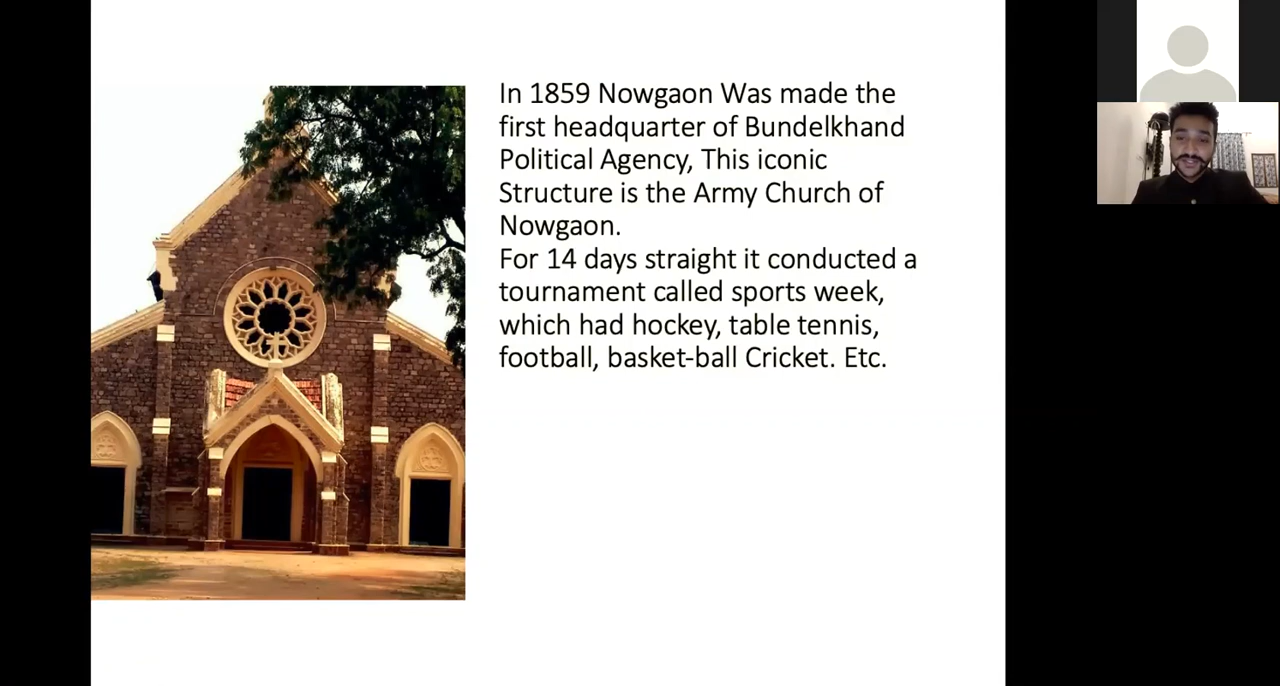 In 1859 Nowgaon Was made the
first headquarter of Bundelkhand
Political Agency, This iconic
Structure is the Army Church of
Nowgaon.
For 14 days straight it conducted a
tournament called sports week,
which had hockey, table tennis,
football, basket-ball Cricket. Etc.